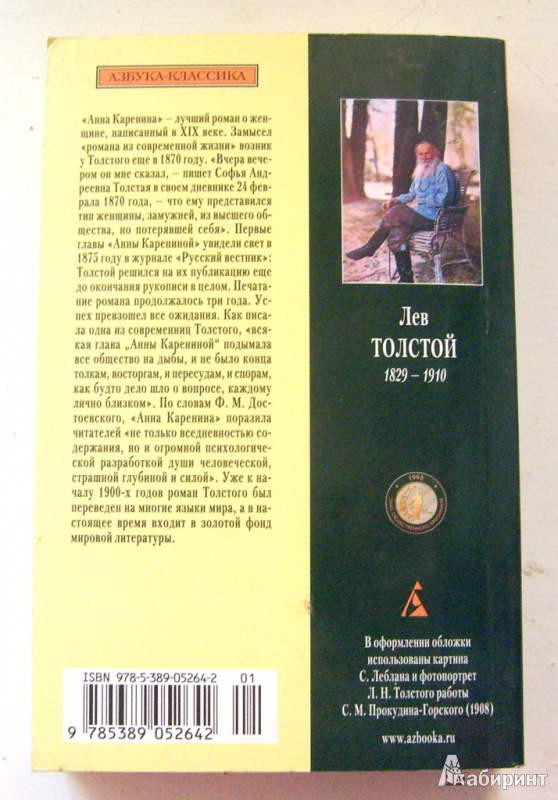 АЗБУКА-КЛАССИКА
«Анна Каренина» – лучший роман о жен-
щине, написанный в XIX веке. Замысел
«романа из современной жизни» возник
у Толстого еще в 1870 году. «Вчера вече-
ром он мне сказал, – пишет Софья Анд-
реевна Толстая в своем дневнике 24 фев-
раля 1870 года, – что ему представился
тип женщины, замужней, из высшего об-
щества, но потерявшей себя». Первые
главы «Анны Карениной» увидели свет в
1875 году в журнале «Русский вестник»:
Толстой решился на их публикацию еще
до окончания рукописи в целом. Печата-
ние романа продолжалось три года. Ус-
пех превзошел все ожидания. Как писа-
ла одна из современниц Толстого, «вся-
кая глава „Анны Карениной“ подымала
все общество на дыбы, и не было конца
толкам, восторгам, и пересудам, и спорам,
как будто дело шло о вопросе, каждому
лично близком». По словам Ф. М. Дос-
тоевского, «Анна Каренина» поразила
читателей «не только вседневностью со-
держания, но и огромной психологиче-
ской разработкой души человеческой,
страшной глубиной и силой». Уже к на-
чалу 1900-х годов роман Толстого был
переведен на многие языки мира, а в на-
стоящее время входит в золотой фонд
мировой литературы.
ISBN 978-5-389-05264-2
01
9 785389 052642
Лев
ТОЛСТОЙ
1829 – 1910
1996
В оформлении обложки
использованы картина
С. Леблана и фотопортрет
Л. Н. Толстого работы
С. М. Прокудина-Горского (1908)
www.azbooka.ru
Лабиринт